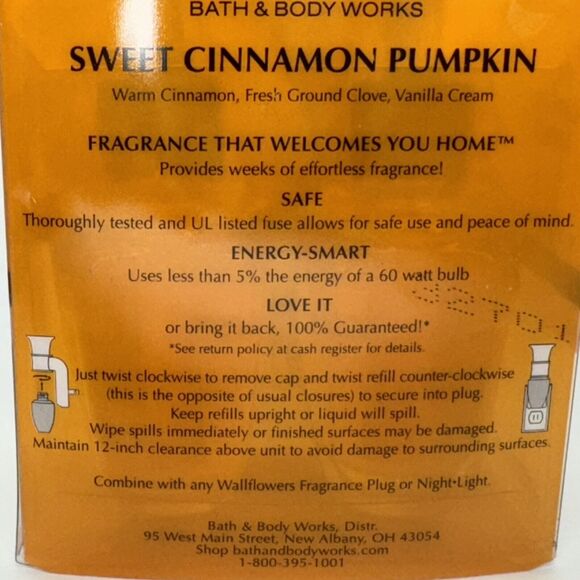 BATH & BODY WORKS
SWEET CINNAMON PUMPKIN
Warm Cinnamon, Fresh Ground Clove, Vanilla Cream
FRAGRANCE THAT WELCOMES YOU HOME™
Provides weeks of effortless fragrance!
SAFE
Thoroughly tested and UL listed fuse allows for safe use and peace of mind.
ENERGY-SMART
Uses less than 5% the energy of a 60 watt bulb
LOVE IT
or bring it back, 100% Guaranteed!*
*See return policy at cash register for details.
Just twist clockwise to remove cap and twist refill counter-clockwise
(this is the opposite of usual closures) to secure into plug.
Keep refills upright or liquid will spill.
Wipe spills immediately or finished surfaces may be damaged.
Maintain 12-inch clearance above unit to avoid damage to surrounding surfaces.
Combine with any Wallflowers Fragrance Plug or Night•Light.
Bath & Body Works, Distr.
95 West Main Street, New Albany, OH 43054
Shop bathandbodyworks.com
1-800-395-1001